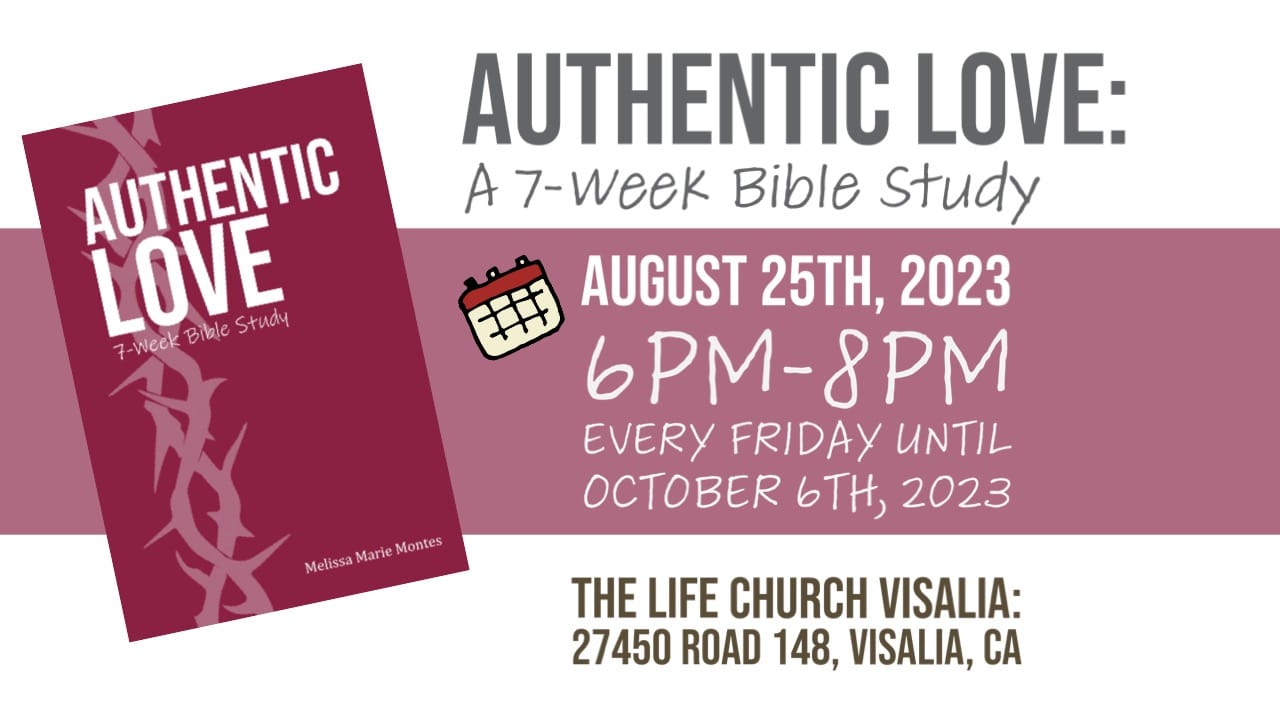 AUTHENTIC
LOVE
7-Week Bible Study
Melissa Marie Montes
AUTHENTIC LOVE:
A 7-Week Bible Study
AUGUST 25TH, 2023
6PM-8PM
EVERY FRIDAY UNTIL
OCTOBER 6TH, 2023
THE LIFE CHURCH VISALIA:
27450 ROAD 148, VISALIA, CA